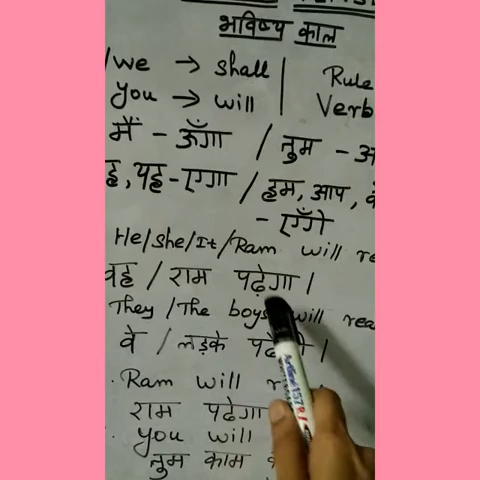 भविष्य काल
/we → shall | Rule
you → will | Verb
मैं - ऊँगा / तुम -
यह - एगा / हम, आप,
- एँगे
He/she/It/Ram will
वह / राम पढ़ेगा।
They / The boys will
वे / लड़के
Ram will
राम पढ़ेगा
you will
तुम काम